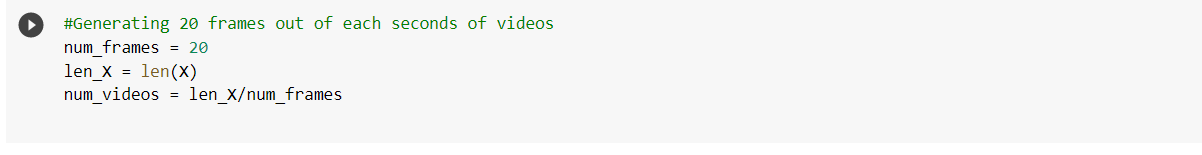 #Generating 20 frames out of each seconds of videos
num_frames = 20
len_X = len(X)
num_videos = len_X/num_frames